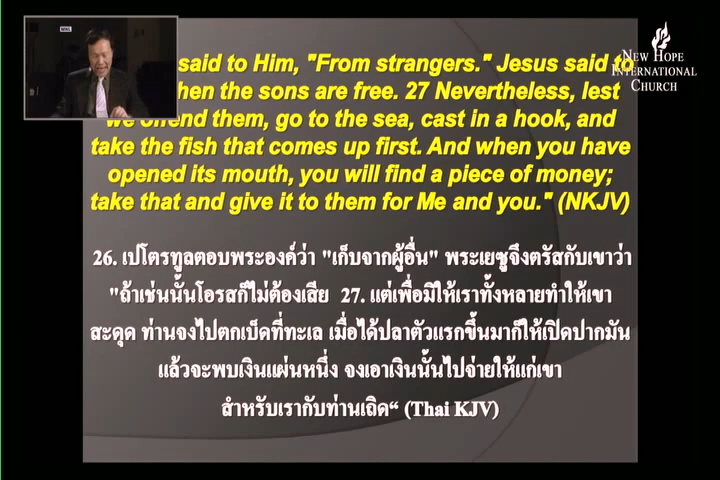 said to Him, "From strangers." Jesus said to
the sons are free. 27 Nevertheless, lest
them, go to the sea, cast in a hook, and
take the fish that comes up first. And when you have
opened its mouth, you will find a piece of money;
take that and give it to them for Me and you." (NKJV)
26. เปโตรทูลตอบพระองค์ว่า "เก็บจากผู้อื่น" พระเยซูจึงตรัสกับเขาว่า
"ถ้าเช่นนั้นโอรสก็ไม่ต้องเสีย 27. แต่เพื่อมิให้เราทั้งหลายทำให้เขา
สะดุด ท่านจงไปตกเบ็ดที่ทะเล เมื่อได้ปลาตัวแรกขึ้นมาก็ให้เปิดปากมัน
แล้วจะพบเงินแผ่นหนึ่ง จงเอาเงินนั้นไปจ่ายให้แก่เขา
สำหรับเรากับท่านเถิด“ (Thai KJV)
New Hope
International
Church